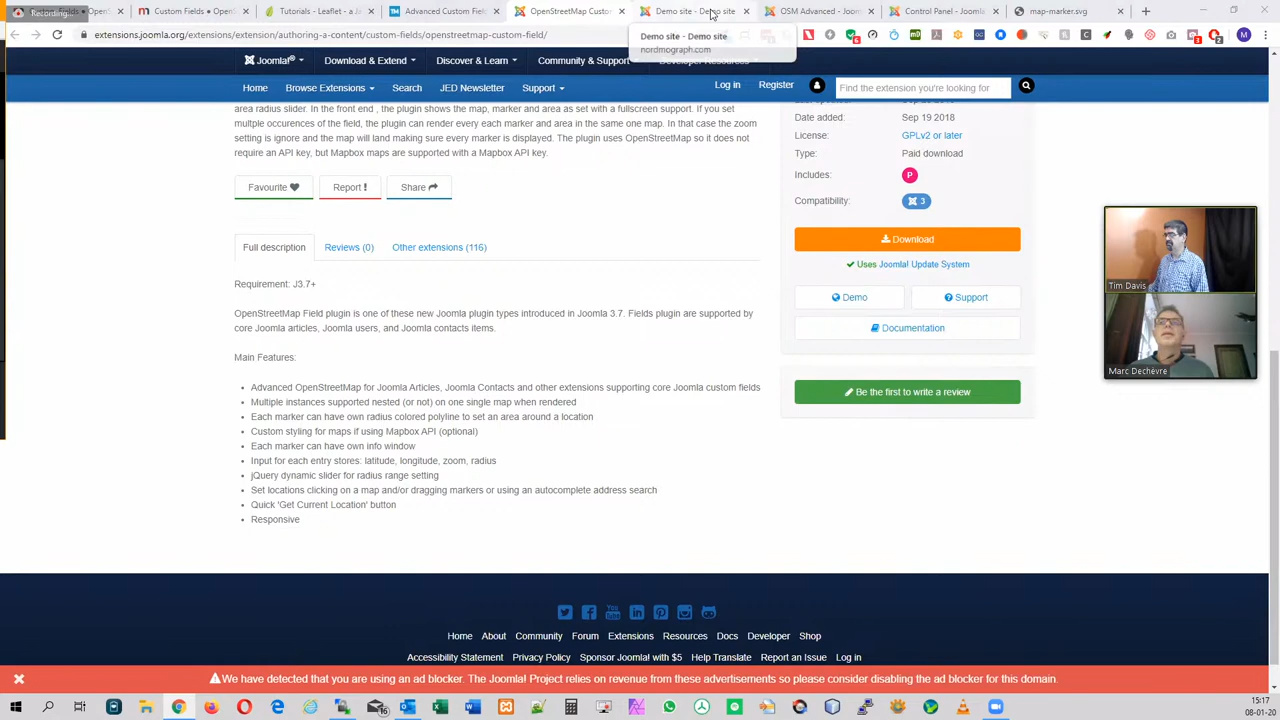 Recording...
Custom Fields ● OpenS
Custom Fields ● OpenSt
Tutorials - Leaflet - a Ja
Advanced Custom Field
OpenStreetMap Custom
Demo site - Demo site
OSM Advanced - Joom
Control Panel - Joomla
map-marker.svg
extensions.joomla.org/extensions/extension/authoring-a-content/custom-fields/openstreetmap-custom-field/
Demo site - Demo site
nordmograph.com
Joomla!®
Download & Extend
Discover & Learn
Community & Support
Developer Resources
Home
Browse Extensions
Search
JED Newsletter
Support
Log in
Register
Find the extension you're looking for
area radius slider. In the front end , the plugin shows the map, marker and area as set with a fullscreen support. If you set
multple occurences of the field, the plugin can render every each marker and area in the same one map. In that case the zoom
setting is ignore and the map will land making sure every marker is displayed. The plugin uses OpenStreetMap so it does not
require an API key, but Mapbox maps are supported with a Mapbox API key.
Favourite
Report
Share
Date added:
Sep 19 2018
License:
GPLv2 or later
Type:
Paid download
Includes:
P
Compatibility:
3
Download
Uses Joomla! Update System
Demo
Support
Documentation
Be the first to write a review
Full description
Reviews (0)
Other extensions (116)
Requirement: J3.7+
OpenStreetMap Field plugin is one of these new Joomla plugin types introduced in Joomla 3.7. Fields plugin are supported by
core Joomla articles, Joomla users, and Joomla contacts items.
Main Features:
Advanced OpenStreetMap for Joomla Articles, Joomla Contacts and other extensions supporting core Joomla custom fields
Multiple instances supported nested (or not) on one single map when rendered
Each marker can have own radius colored polyline to set an area around a location
Custom styling for maps if using Mapbox API (optional)
Each marker can have own info window
Input for each entry stores: latitude, longitude, zoom, radius
jQuery dynamic slider for radius range setting
Set locations clicking on a map and/or dragging markers or using an autocomplete address search
Quick 'Get Current Location' button
Responsive
Tim Davis
Marc Dechèvre
Home
About
Community
Forum
Extensions
Resources
Docs
Developer
Shop
Accessibility Statement
Privacy Policy
Sponsor Joomla! with $5
Help Translate
Report an Issue
Log in
We have detected that you are using an ad blocker. The Joomla! Project relies on revenue from these advertisements so please consider disabling the ad blocker for this domain.
15:17
08-01-20